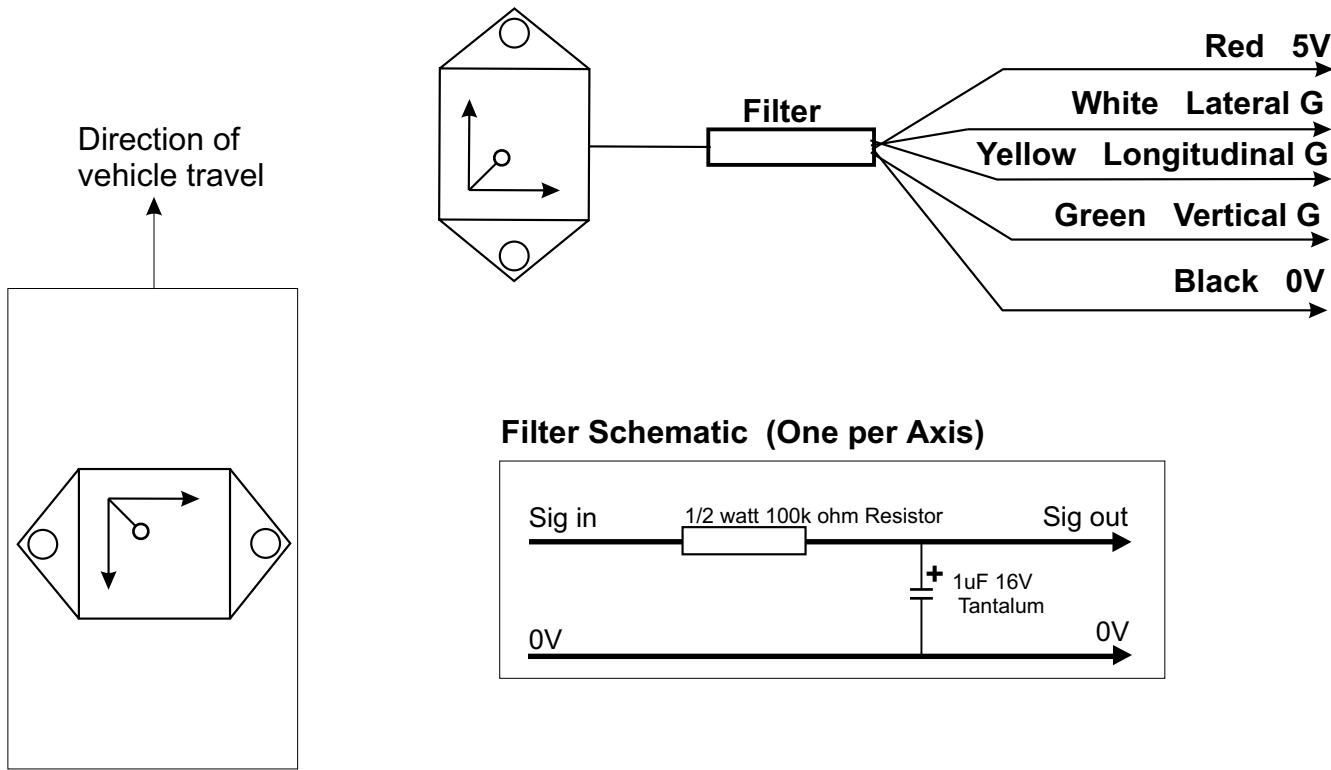 Direction of
vehicle travel
Filter
Red 5V
White Lateral G
Yellow Longitudinal G
Green Vertical G
Black 0V
Filter Schematic (One per Axis)
Sig in
1/2 watt 100k ohm Resistor
Sig out
+
1uF 16V
Tantalum
0V
0V